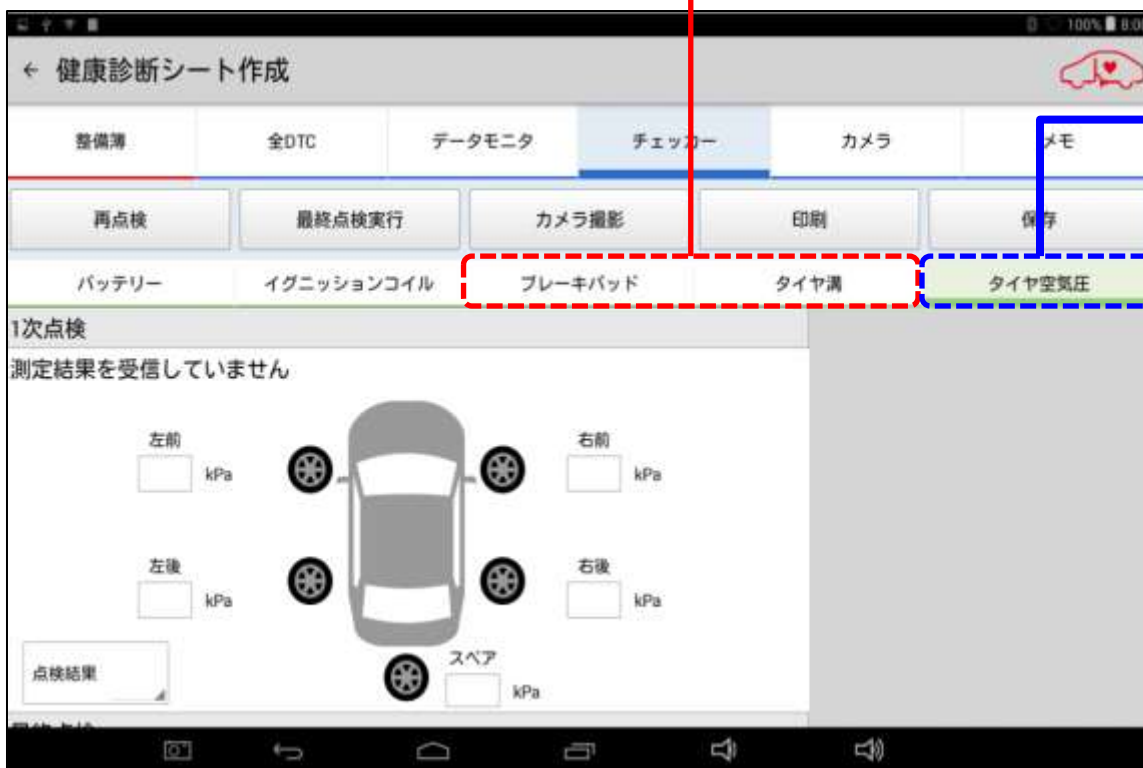 100% 8:0
← 健康診断シート作成
整備簿 全DTC データモニタ チェッカー カメラ メモ
再点検 最終点検実行 カメラ撮影 印刷 保存
バッテリー イグニッションコイル ブレーキパッド タイヤ溝 タイヤ空気圧
1次点検
測定結果を受信していません
左前 右前
kPa kPa
左後 右後
kPa kPa
点検結果 スペア
kPa